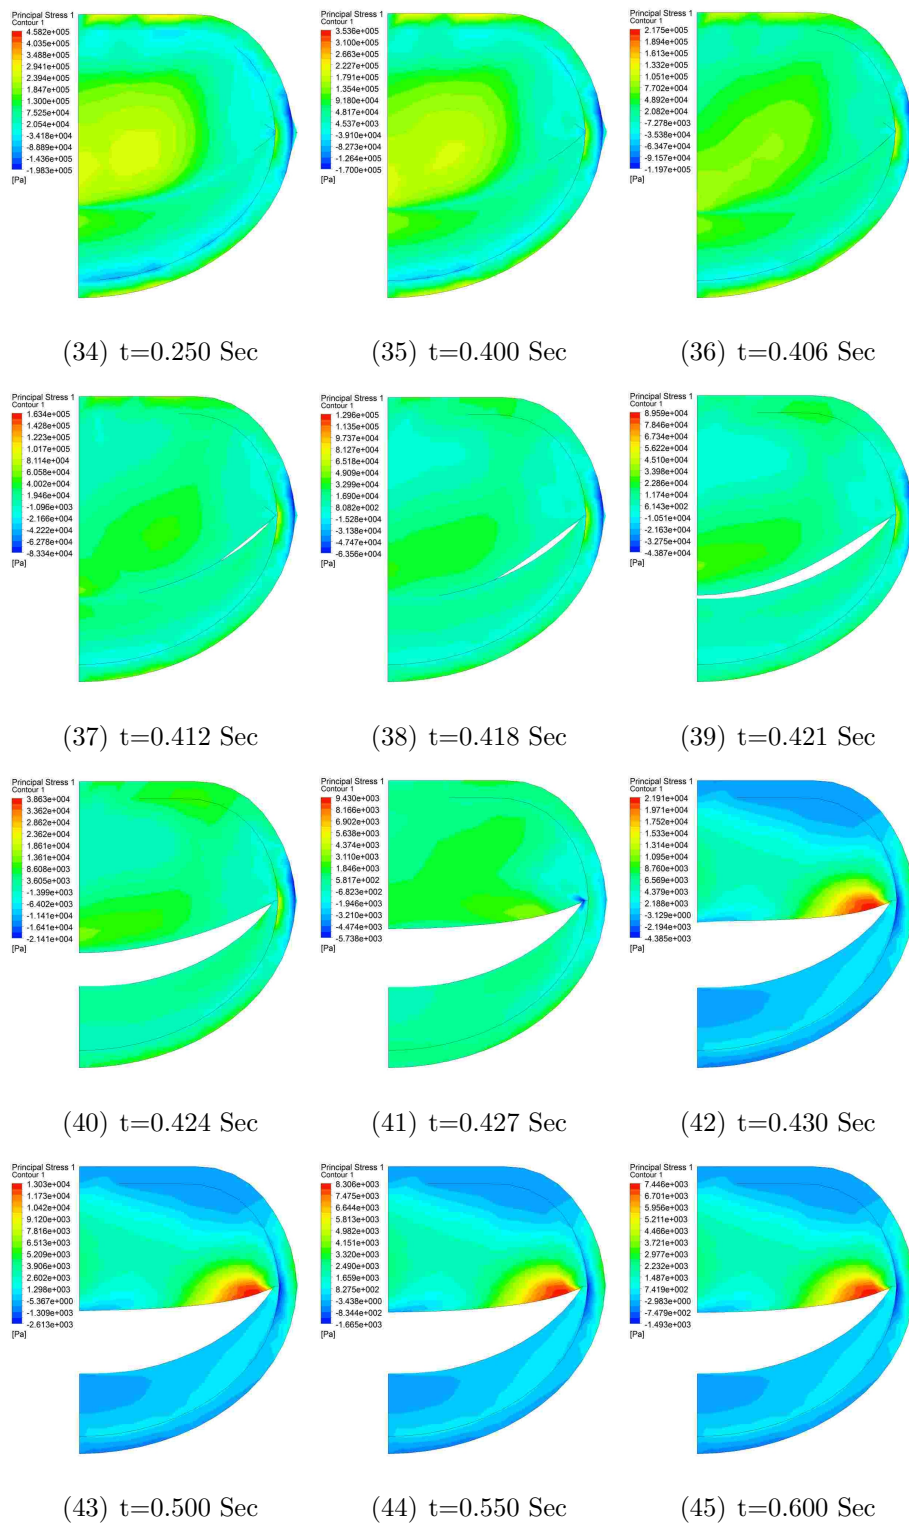 Principal Stress 1
Contour 1
4.582e+005
4.035e+005
3.488e+005
2.941e+005
2.394e+005
1.847e+005
1.300e+005
7.525e+004
2.054e+004
-3.418e+004
-8.889e+004
-1.436e+005
-1.983e+005
[Pa]
(34) t=0.250 Sec
Principal Stress 1
Contour 1
3.536e+005
3.100e+005
2.663e+005
2.227e+005
1.791e+005
1.354e+005
9.180e+004
4.817e+004
4.537e+003
-3.910e+004
-8.273e+004
-1.264e+005
-1.700e+005
[Pa]
(35) t=0.400 Sec
Principal Stress 1
Contour 1
2.175e+005
1.894e+005
1.613e+005
1.332e+005
1.051e+005
7.702e+004
4.892e+004
2.082e+004
-7.278e+003
-3.538e+004
-6.347e+004
-9.157e+004
-1.197e+005
[Pa]
(36) t=0.406 Sec
Principal Stress 1
Contour 1
1.634e+005
1.428e+005
1.223e+005
1.017e+005
8.114e+004
6.058e+004
4.002e+004
1.946e+004
-1.096e+003
-2.166e+004
-4.222e+004
-6.278e+004
-8.334e+004
[Pa]
(37) t=0.412 Sec
Principal Stress 1
Contour 1
1.296e+005
1.135e+005
9.737e+004
8.127e+004
6.518e+004
4.909e+004
3.299e+004
1.690e+004
8.082e+002
-1.528e+004
-3.138e+004
-4.747e+004
-6.356e+004
[Pa]
(38) t=0.418 Sec
Principal Stress 1
Contour 1
8.959e+004
7.846e+004
6.734e+004
5.622e+004
4.510e+004
3.398e+004
2.286e+004
1.174e+004
6.143e+002
-1.051e+004
-2.163e+004
-3.275e+004
-4.387e+004
[Pa]
(39) t=0.421 Sec
Principal Stress 1
Contour 1
3.863e+004
3.362e+004
2.862e+004
2.362e+004
1.861e+004
1.361e+004
8.608e+003
3.605e+003
-1.399e+003
-6.402e+003
-1.141e+004
-1.641e+004
-2.141e+004
[Pa]
(40) t=0.424 Sec
Principal Stress 1
Contour 1
9.430e+003
8.166e+003
6.902e+003
5.638e+003
4.374e+003
3.110e+003
1.846e+003
5.817e+002
-6.823e+002
-1.946e+003
-3.210e+003
-4.474e+003
-5.738e+003
[Pa]
(41) t=0.427 Sec
Principal Stress 1
Contour 1
2.191e+004
1.971e+004
1.752e+004
1.533e+004
1.314e+004
1.095e+004
8.760e+003
6.569e+003
4.379e+003
2.188e+003
-3.129e+000
-2.194e+003
-4.385e+003
[Pa]
(42) t=0.430 Sec
Principal Stress 1
Contour 1
1.303e+004
1.173e+004
1.042e+004
9.120e+003
7.816e+003
6.513e+003
5.209e+003
3.906e+003
2.602e+003
1.298e+003
-5.367e+000
-1.309e+003
-2.613e+003
[Pa]
(43) t=0.500 Sec
Principal Stress 1
Contour 1
8.306e+003
7.475e+003
6.644e+003
5.813e+003
4.982e+003
4.151e+003
3.320e+003
2.490e+003
1.659e+003
8.275e+002
-3.438e+000
-8.344e+002
-1.665e+003
[Pa]
(44) t=0.550 Sec
Principal Stress 1
Contour 1
7.446e+003
6.701e+003
5.956e+003
5.211e+003
4.466e+003
3.721e+003
2.977e+003
2.232e+003
1.487e+003
7.419e+002
-2.983e+000
-7.479e+002
-1.493e+003
[Pa]
(45) t=0.600 Sec